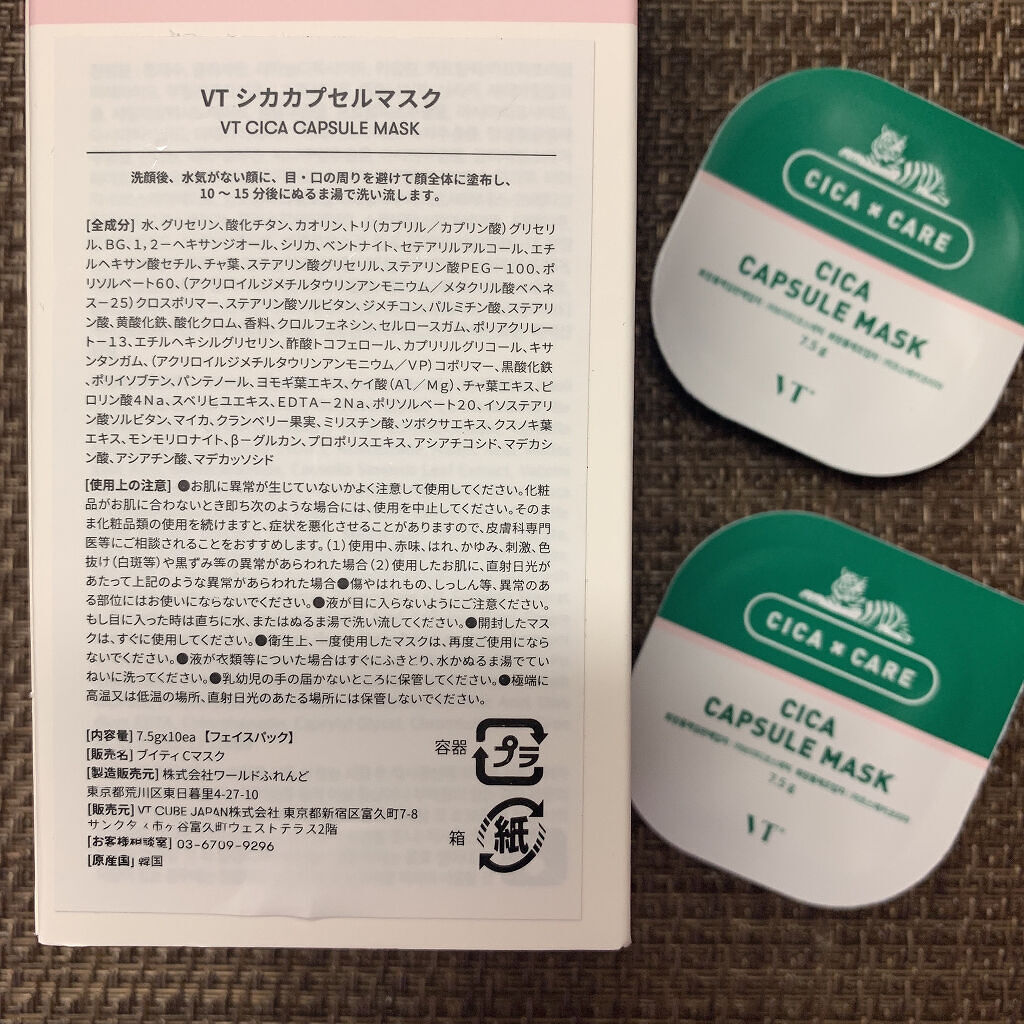 VT シカカプセルマスク
VT CICA CAPSULE MASK
洗顔後、水気がない顔に、目・口の周りを避けて顔全体に塗布し、
10 〜 15 分後にぬるま湯で洗い流します。
[全成分] 水、グリセリン、酸化チタン、カオリン、トリ(カプリル/カプリン酸)グリセリ
ル、BG、1,2-ヘキサンジオール、シリカ、ベントナイト、セテアリルアルコール、エチ
ルヘキサン酸セチル、チャ葉、ステアリン酸グリセリル、ステアリン酸PEG-100、ポ
リソルベート60、(アクリロイルジメチルタウリンアンモニウム/メタクリル酸ベヘネ
ス-25)クロスポリマー、ステアリン酸ソルビタン、ジメチコン、パルミチン酸、ステアリ
ン酸、黄酸化鉄、酸化クロム、香料、クロルフェネシン、セルロースガム、ポリアクリレー
ト-13、エチルヘキシルグリセリン、酢酸トコフェロール、カプリリルグリコール、キサ
ンタンガム、(アクリロイルジメチルタウリンアンモニウム/VP)コポリマー、黒酸化鉄
、ポリイソブテン、パンテノール、ヨモギ葉エキス、ケイ酸(Al/Mg)、チャ葉エキス、ピ
ロリン酸4Na、スベリヒユエキス、EDTA-2Na、ポリソルベート20、イソステアリ
ン酸ソルビタン、マイカ、クランベリー果実、ミリスチン酸、ツボクサエキス、クスノキ葉
エキス、モンモリロナイト、β-グルカン、プロポリスエキス、アシアチコシド、マデカシ
ン酸、アシアチン酸、マデカッソシド
[使用上の注意] ●お肌に異常が生じていないかよく注意して使用してください。化粧
品がお肌に合わないとき即ち次のような場合には、使用を中止してください。そのま
ま化粧品類の使用を続けますと、症状を悪化させることがありますので、皮膚科専門
医等にご相談されることをおすすめします。(1)使用中、赤味、はれ、かゆみ、刺激、色
抜け(白斑等)や黒ずみ等の異常があらわれた場合(2)使用したお肌に、直射日光が
あたって上記のような異常があらわれた場合●傷やはれもの、しっしん等、異常のあ
る部位にはお使いにならないでください。●液が目に入らないようにご注意ください。
もし目に入った時は直ちに水、またはぬるま湯で洗い流してください。●開封したマス
クは、すぐに使用してください。●衛生上、一度使用したマスクは、再度ご使用になら
ないでください。●液が衣類等についた場合はすぐにふきとり、水かぬるま湯でてい
ねいに洗ってください。●乳幼児の手の届かないところに保管してください。●極端に
高温又は低温の場所、直射日光のあたる場所には保管しないでください。
[内容量] 7.5gx10ea 【フェイスパック】
[販売名] ブイティ Cマスク
[製造販売元] 株式会社ワールドふれんど
東京都荒川区東日暮里4-27-10
[販売元] VT CUBE JAPAN株式会社 東京都新宿区富久町7-8
サンクタス市ヶ谷富久町ウェストテラス2階
[お客様相談室] 03-6709-9296
[原産国] 韓国
容器
プラ
箱
紙
CICA × CARE
CICA
CAPSULE MASK
7.5 g
VT
CICA × CARE
CICA
CAPSULE MASK
7.5 g
VT